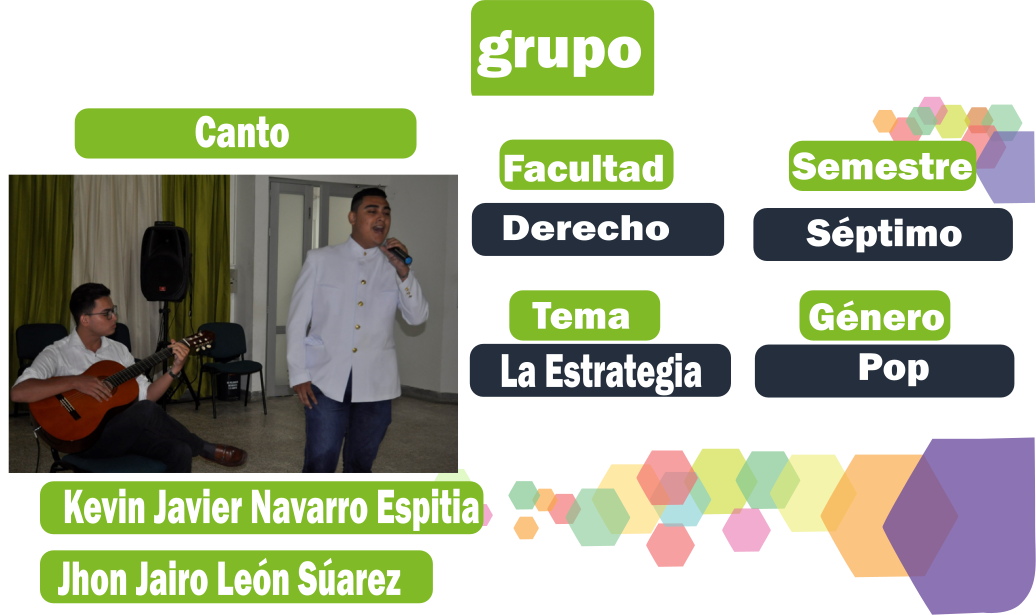 grupo
Canto
Facultad
Derecho
Semestre
Séptimo
Tema
La Estrategia
Género
Pop
Kevin Javier Navarro Espitia
Jhon Jairo León Súarez